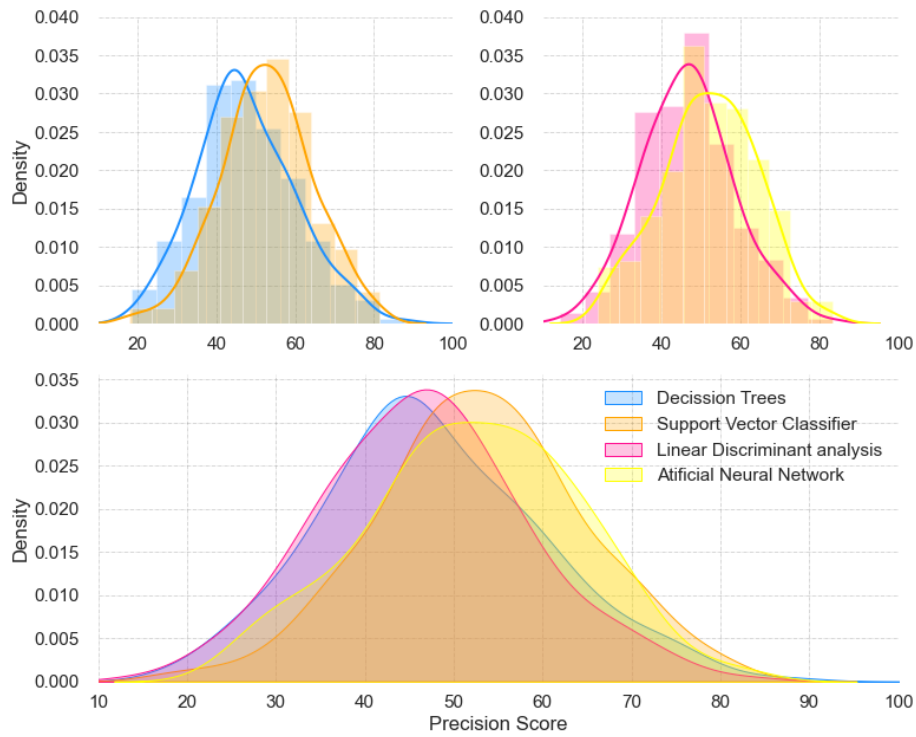 0.040
0.035
0.030
0.025
0.020
0.015
0.010
0.005
0.000
Density
20 40 60 80 100
0.040
0.035
0.030
0.025
0.020
0.015
0.010
0.005
0.000
20 40 60 80 100
0.035
0.030
0.025
0.020
0.015
0.010
0.005
0.000
Density
Decission Trees
Support Vector Classifier
Linear Discriminant analysis
Atificial Neural Network
10 20 30 40 50 60 70 80 90 100
Precision Score